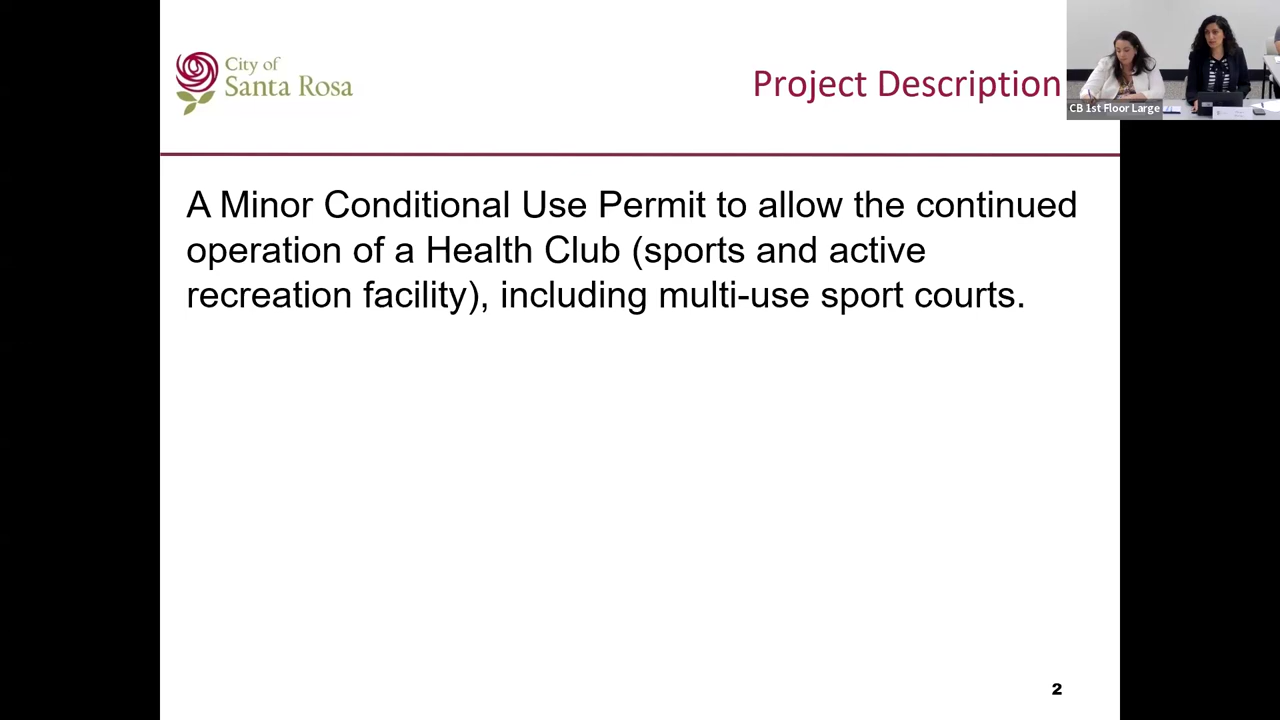 City of
Santa Rosa
Project Description
CB 1st Floor Large
A Minor Conditional Use Permit to allow the continued
operation of a Health Club (sports and active
recreation facility), including multi-use sport courts.
2